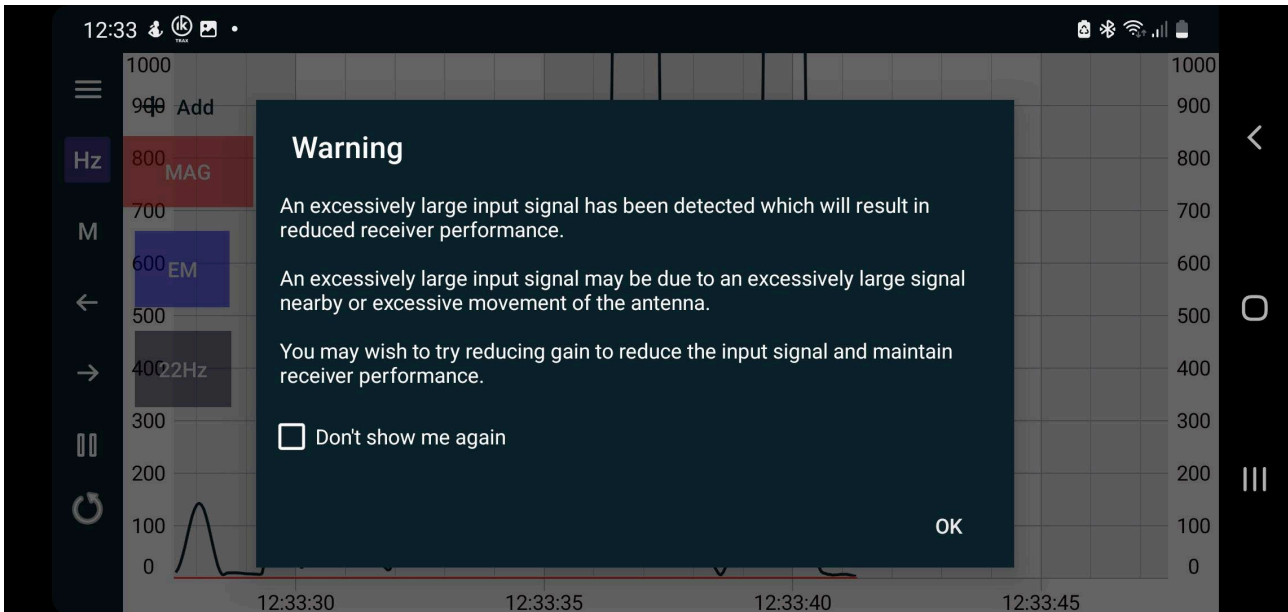 12:33
iK
TRAX
1000 1000
900 Add 900
Hz 800 MAG 800
M 700 700
600 EM 600
500 500
400 22Hz 400
300 300
200 200
100 100
0 0
12:33:30 12:33:35 12:33:40 12:33:45
Warning
An excessively large input signal has been detected which will result in
reduced receiver performance.
An excessively large input signal may be due to an excessively large signal
nearby or excessive movement of the antenna.
You may wish to try reducing gain to reduce the input signal and maintain
receiver performance.
Don't show me again
OK